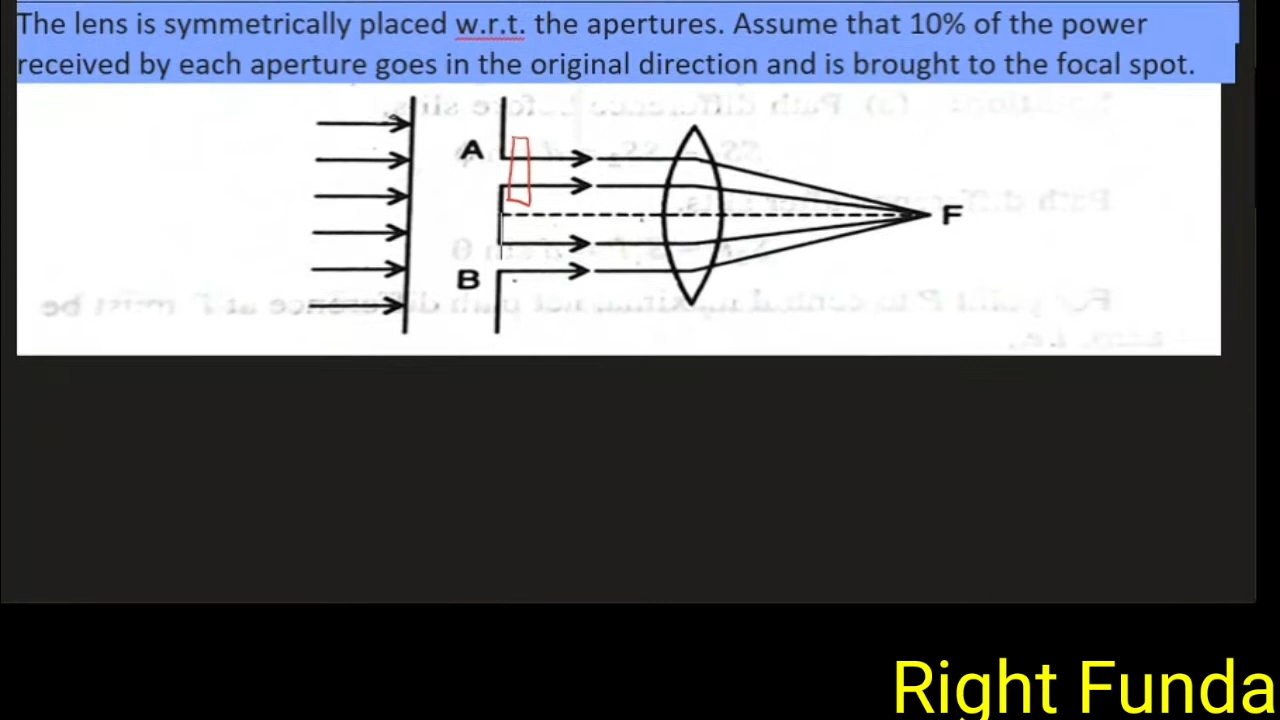 The lens is symmetrically placed w.r.t. the apertures. Assume that 10% of the power
received by each aperture goes in the original direction and is brought to the focal spot.
A
F
B
Right Funda